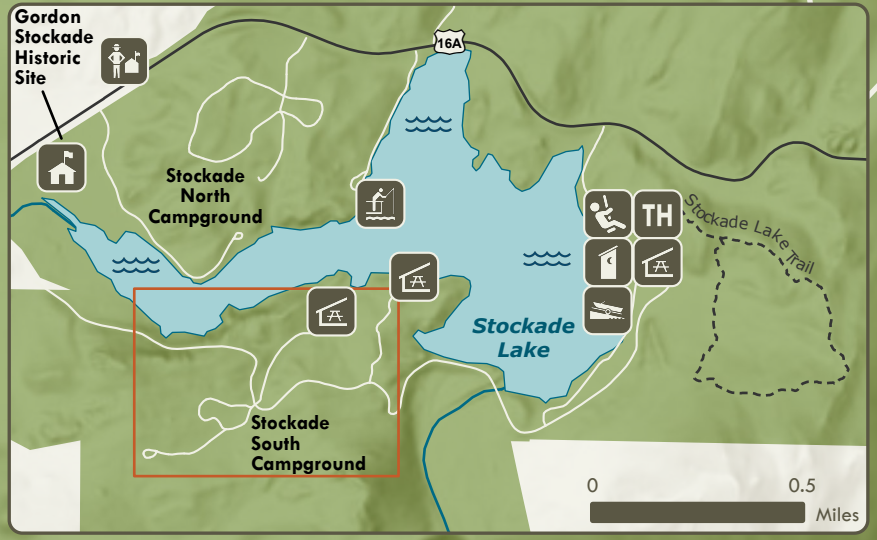 Gordon
Stockade
Historic
Site
16A
Stockade
North
Campground
TH
Stockade Lake Trail
Stockade
Lake
Stockade
South
Campground
0 0.5
Miles